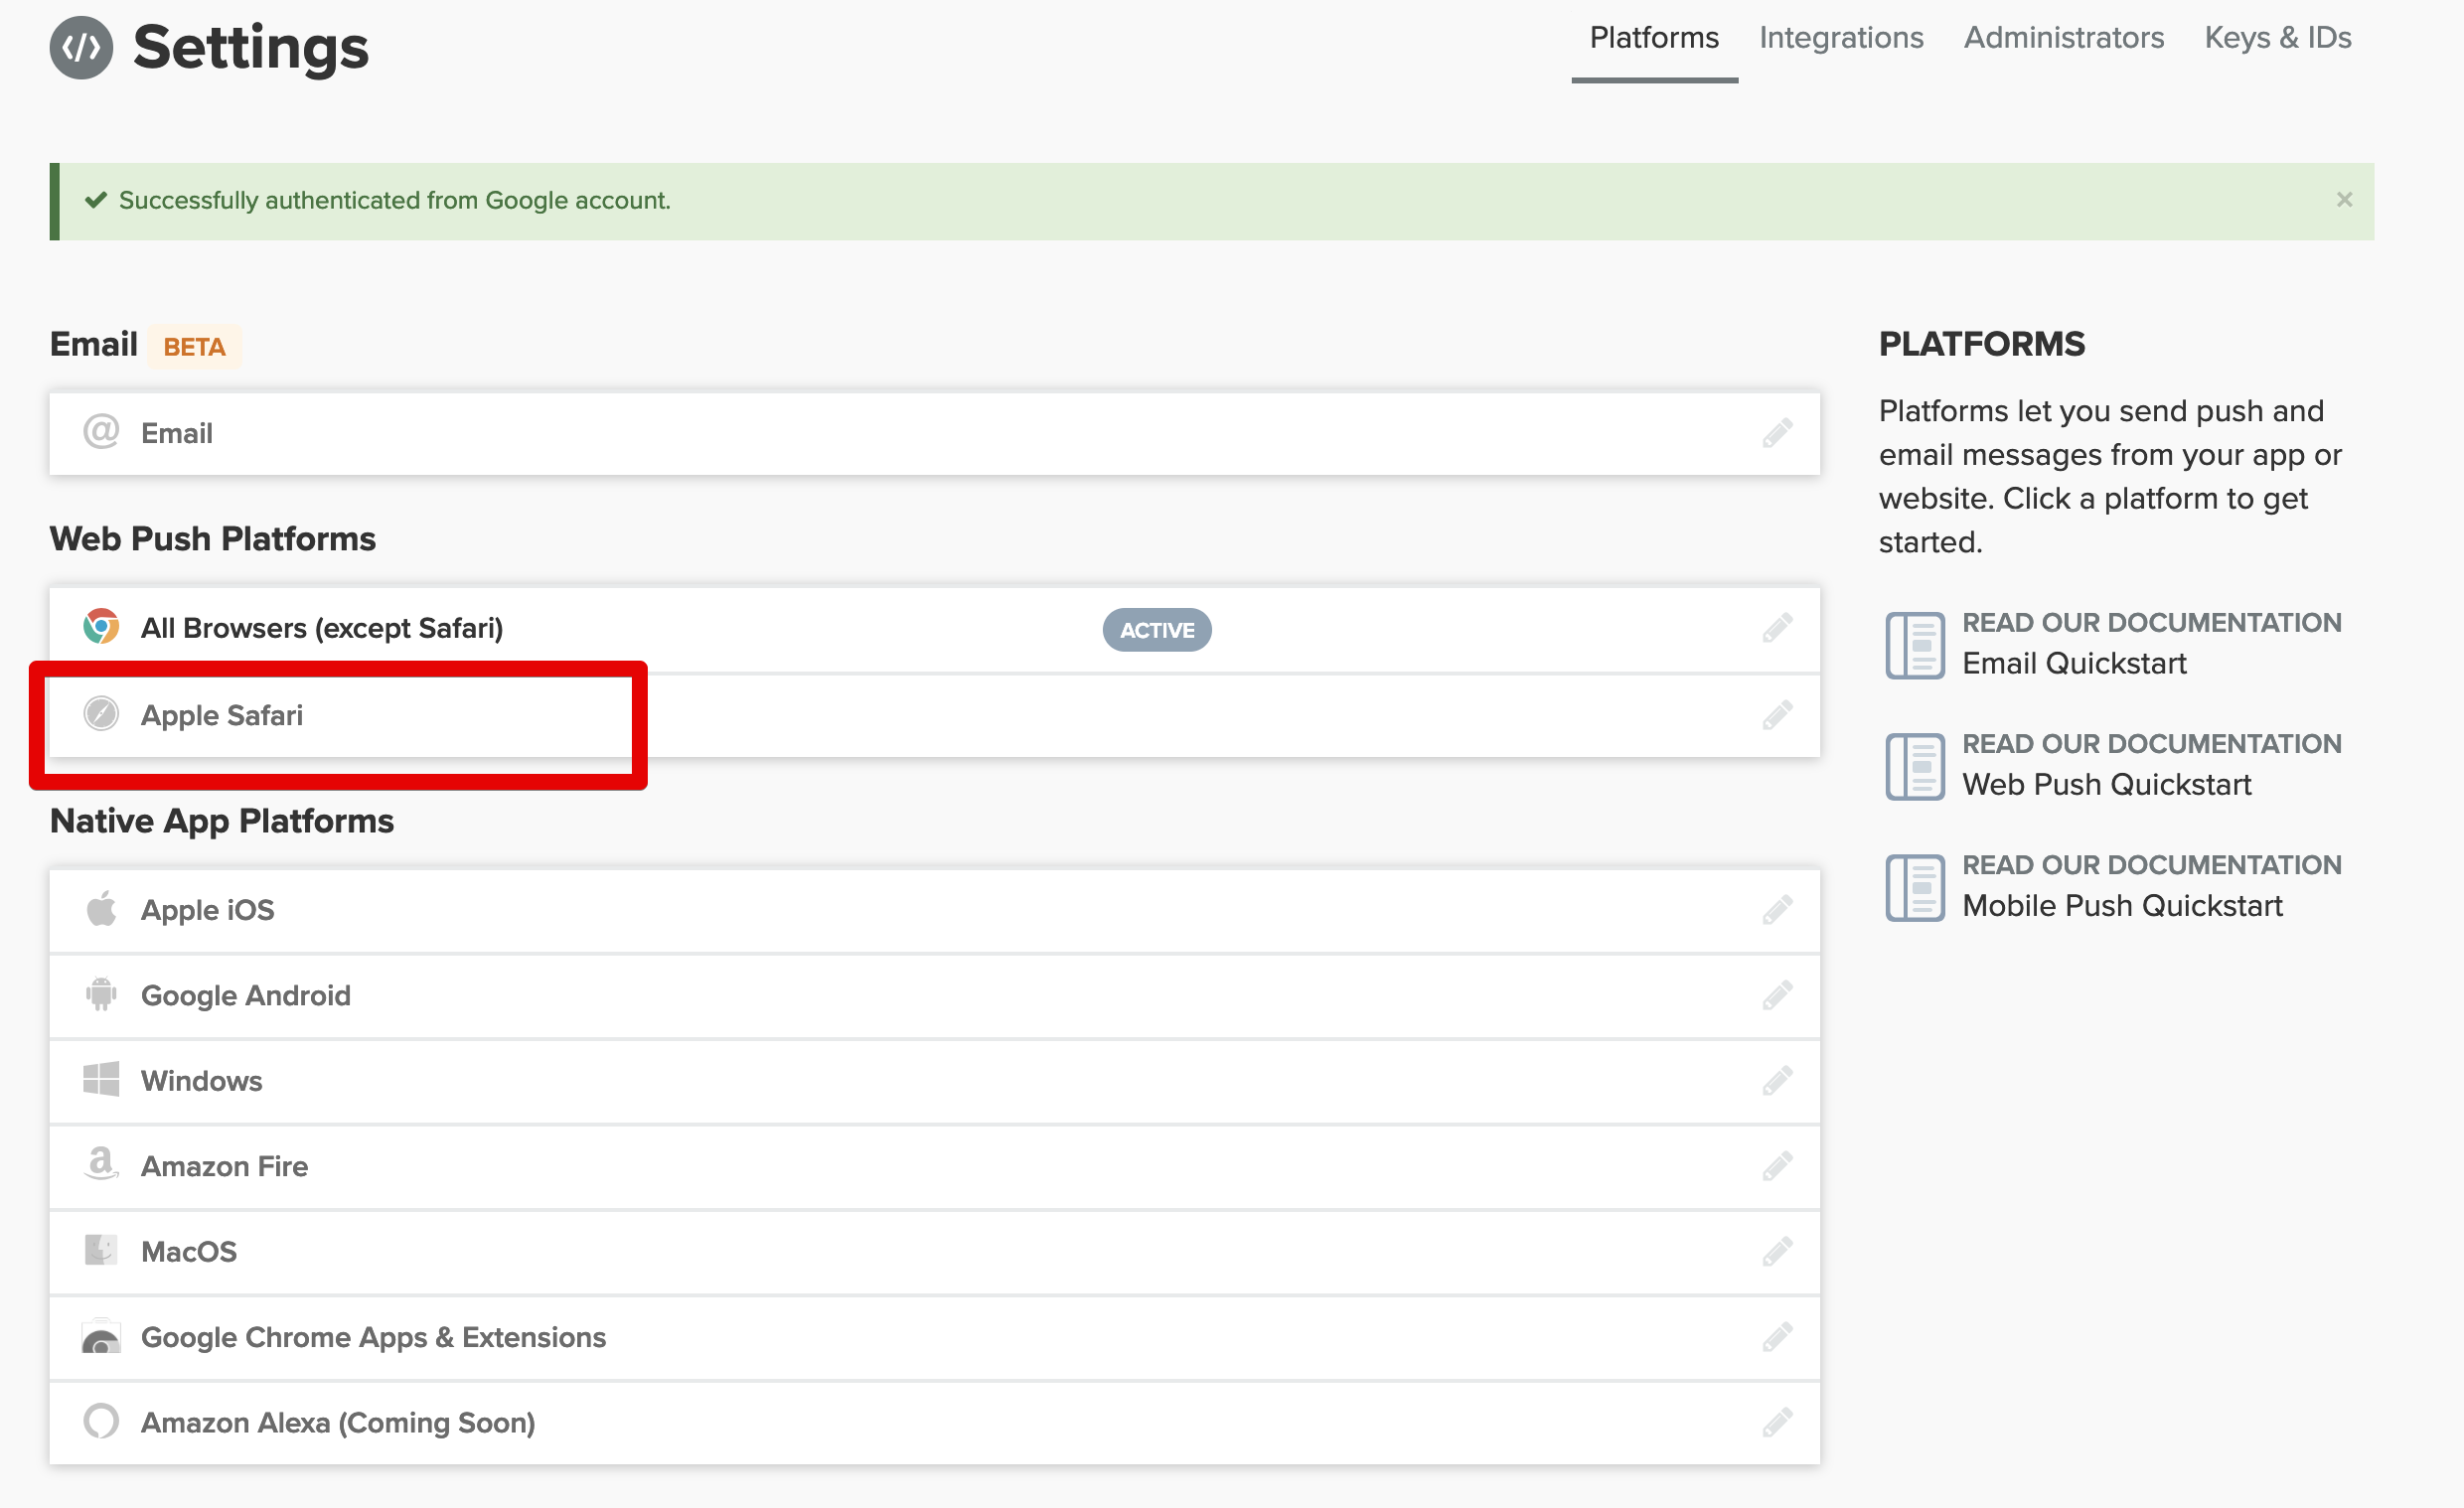 Settings
Platforms Integrations Administrators Keys & IDs
Successfully authenticated from Google account.
×
Email BETA
@ Email
Web Push Platforms
All Browsers (except Safari) ACTIVE
Apple Safari
Native App Platforms
Apple iOS
Google Android
Windows
Amazon Fire
MacOS
Google Chrome Apps & Extensions
Amazon Alexa (Coming Soon)
PLATFORMS
Platforms let you send push and
email messages from your app or
website. Click a platform to get
started.
READ OUR DOCUMENTATION
Email Quickstart
READ OUR DOCUMENTATION
Web Push Quickstart
READ OUR DOCUMENTATION
Mobile Push Quickstart